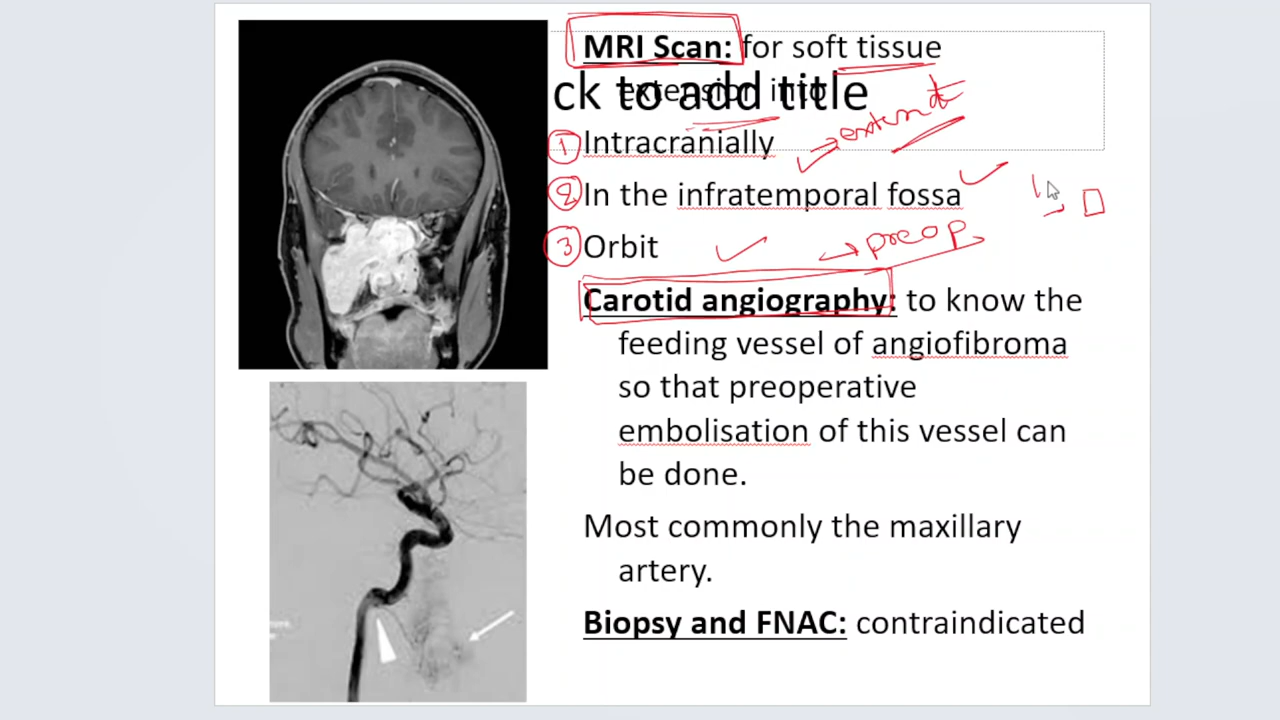 MRI Scan: for soft tissue
extension into
ck to add title
extend
① Intracranially
② In the infratemporal fossa
③ Orbit
→ preop
Carotid angiography: to know the
feeding vessel of angiofibroma
so that preoperative
embolisation of this vessel can
be done.
Most commonly the maxillary
artery.
Biopsy and FNAC: contraindicated